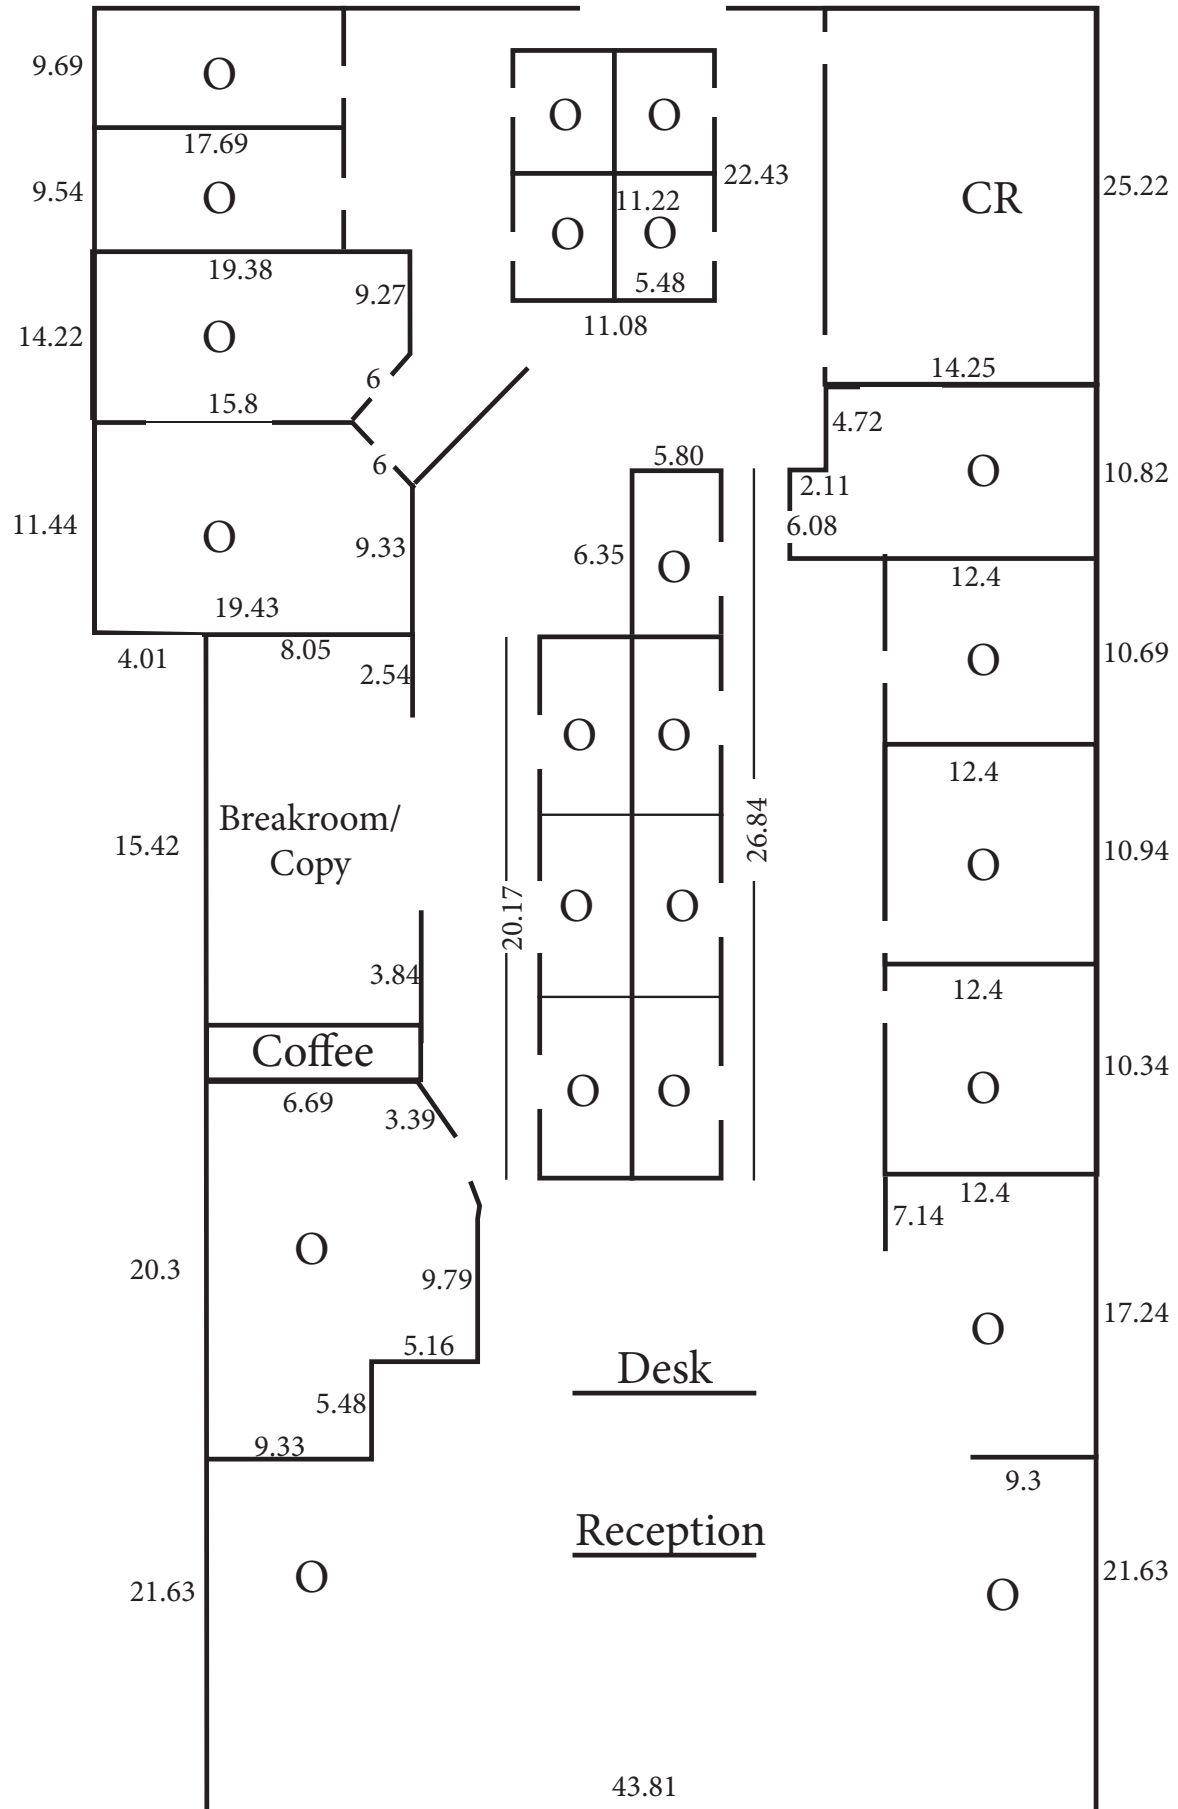 9.69
O
O
O
22.43
25.22
17.69
11.22
CR
9.54
O
O
O
19.38
9.27
5.48
14.22
O
11.08
6
14.25
15.8
4.72
6
5.80
2.11
O
10.82
11.44
O
9.33
6.35
O
6.08
12.4
19.43
4.01
8.05
2.54
O
10.69
O
O
12.4
Breakroom/
Copy
15.42
26.84
O
10.94
20.17
O
O
3.84
12.4
Coffee
6.69
3.39
O
O
O
10.34
12.4
7.14
20.3
O
9.79
O
17.24
5.16
Desk
5.48
9.33
9.3
Reception
21.63
O
O
21.63
43.81